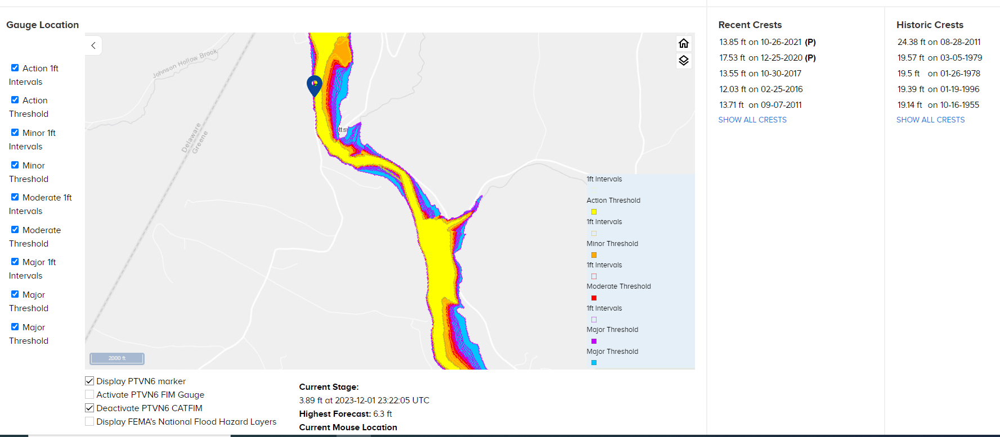 Gauge Location
Action 1ft
Intervals
Action
Threshold
Minor 1ft
Intervals
Minor
Threshold
Moderate 1ft
Intervals
Moderate
Threshold
Major 1ft
Intervals
Major
Threshold
Major
Threshold
Johnson Hollow Brook
Delaware
Greene
2000 ft
1ft Intervals
Action Threshold
1ft Intervals
Minor Threshold
1ft Intervals
Moderate Threshold
1ft Intervals
Major Threshold
Major Threshold
Display PTVN6 marker
Activate PTVN6 FIM Gauge
Deactivate PTVN6 CATFIM
Display FEMA's National Flood Hazard Layers
Current Stage:
3.89 ft at 2023-12-01 23:22:05 UTC
Highest Forecast: 6.3 ft
Current Mouse Location
Recent Crests
13.85 ft on 10-26-2021 (P)
17.53 ft on 12-25-2020 (P)
13.55 ft on 10-30-2017
12.03 ft on 02-25-2016
13.71 ft on 09-07-2011
SHOW ALL CRESTS
Historic Crests
24.38 ft on 08-28-2011
19.57 ft on 03-05-1979
19.5 ft on 01-26-1978
19.39 ft on 01-19-1996
19.14 ft on 10-16-1955
SHOW ALL CRESTS